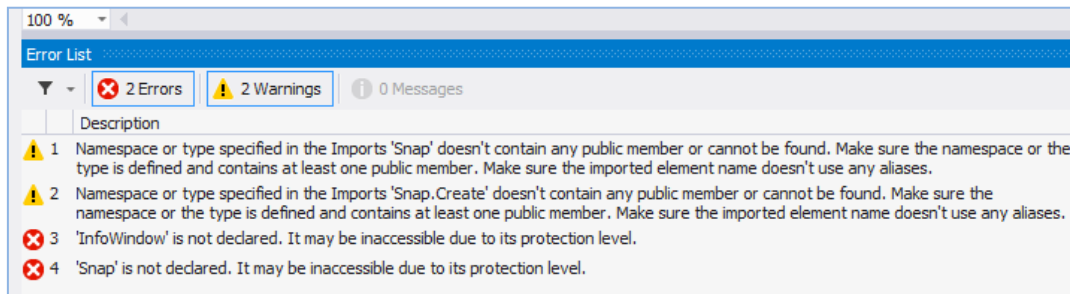 100 %
Error List
2 Errors 2 Warnings 0 Messages
Description
1 Namespace or type specified in the Imports 'Snap' doesn't contain any public member or cannot be found. Make sure the namespace or the
type is defined and contains at least one public member. Make sure the imported element name doesn't use any aliases.
2 Namespace or type specified in the Imports 'Snap.Create' doesn't contain any public member or cannot be found. Make sure the
namespace or the type is defined and contains at least one public member. Make sure the imported element name doesn't use any aliases.
3 'InfoWindow' is not declared. It may be inaccessible due to its protection level.
4 'Snap' is not declared. It may be inaccessible due to its protection level.